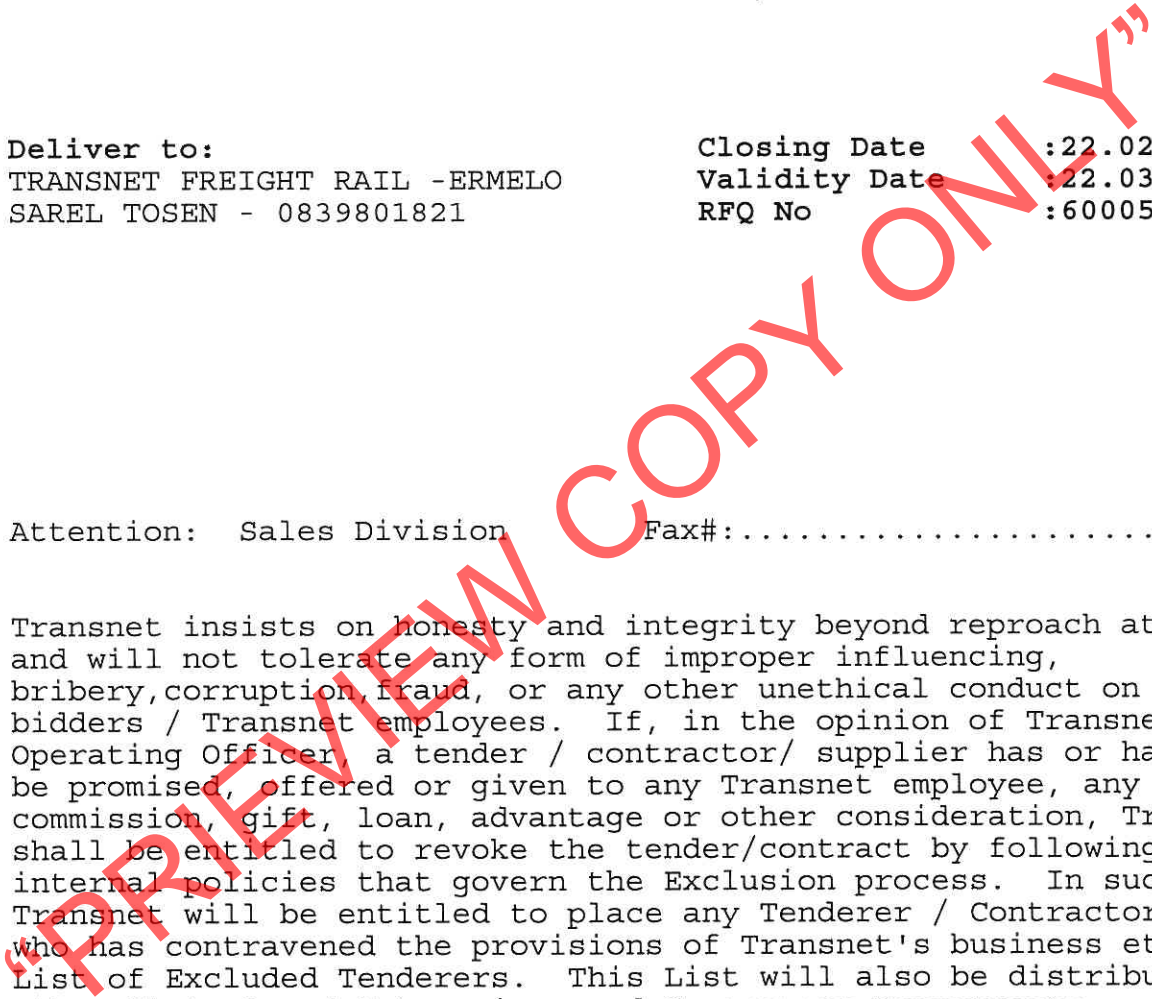 Deliver to:
TRANSNET FREIGHT RAIL -ERMELO
SAREL TOSEN - 0839801821
Closing Date :22.02
Validity Date :22.03
RFQ No :60005
Attention: Sales Division Fax#:......................
Transnet insists on honesty and integrity beyond reproach at
and will not tolerate any form of improper influencing,
bribery,corruption,fraud, or any other unethical conduct on
bidders / Transnet employees. If, in the opinion of Transne
Operating Officer, a tender / contractor/ supplier has or ha
be promised, offered or given to any Transnet employee, any
commission, gift, loan, advantage or other consideration, Tr
shall be entitled to revoke the tender/contract by following
internal policies that govern the Exclusion process. In suc
Transnet will be entitled to place any Tenderer / Contractor
who has contravened the provisions of Transnet's business et
List of Excluded Tenderers. This List will also be distribu
“PRIEVIEW COPY ONLY”